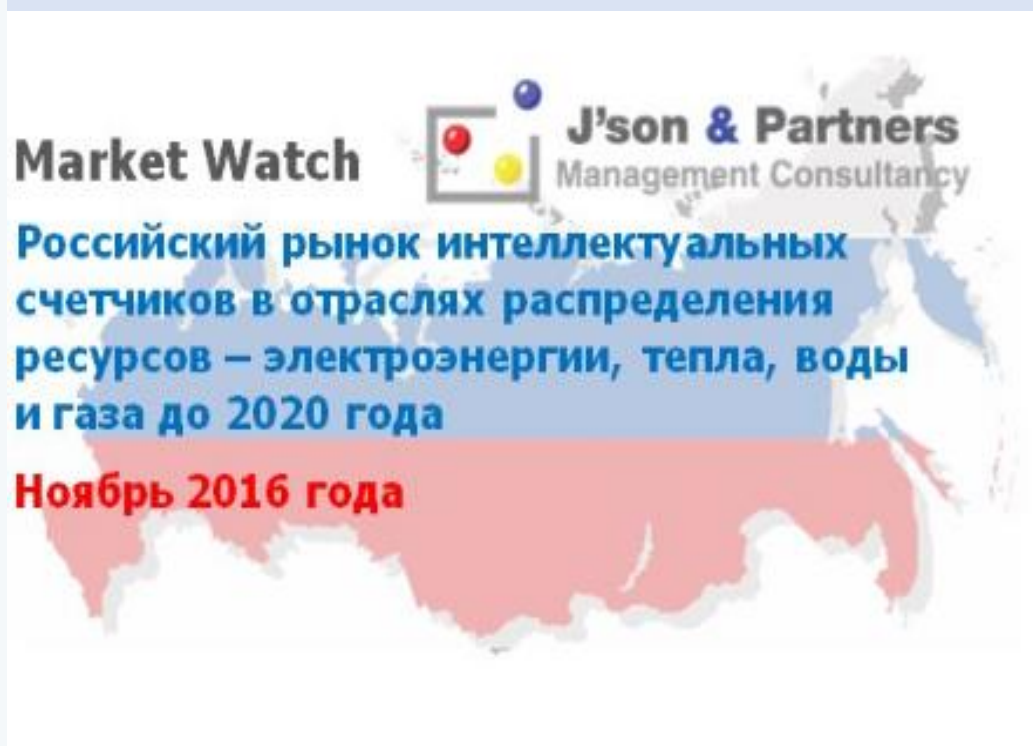 Market Watch
J'son & Partners
Management Consultancy
Российский рынок интеллектуальных
счетчиков в отраслях распределения
ресурсов – электроэнергии, тепла, воды
и газа до 2020 года
Ноябрь 2016 года